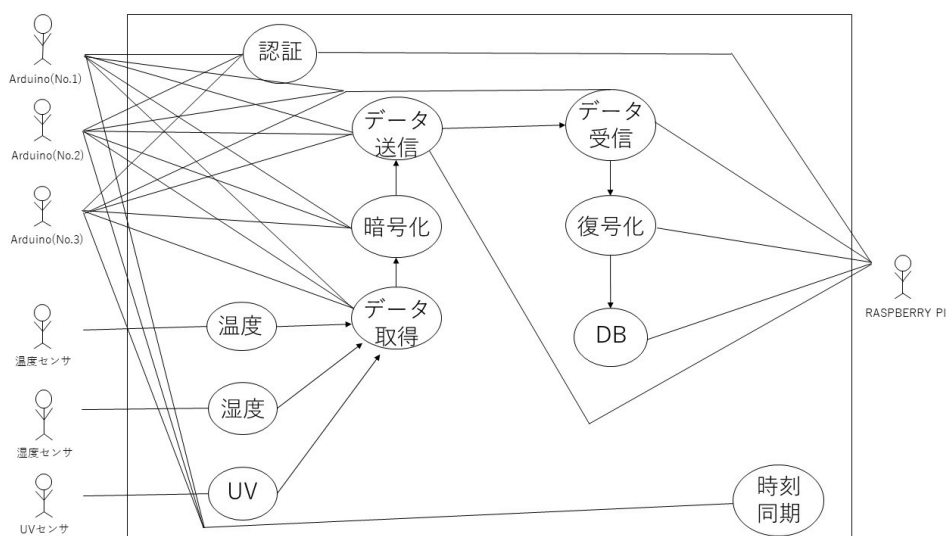 Arduino(No.1)
Arduino(No.2)
Arduino(No.3)
温度センサ
湿度センサ
UVセンサ
認証
データ
送信
暗号化
データ
取得
温度
湿度
UV
データ
受信
復号化
DB
時刻
同期
RASPBERRY PI